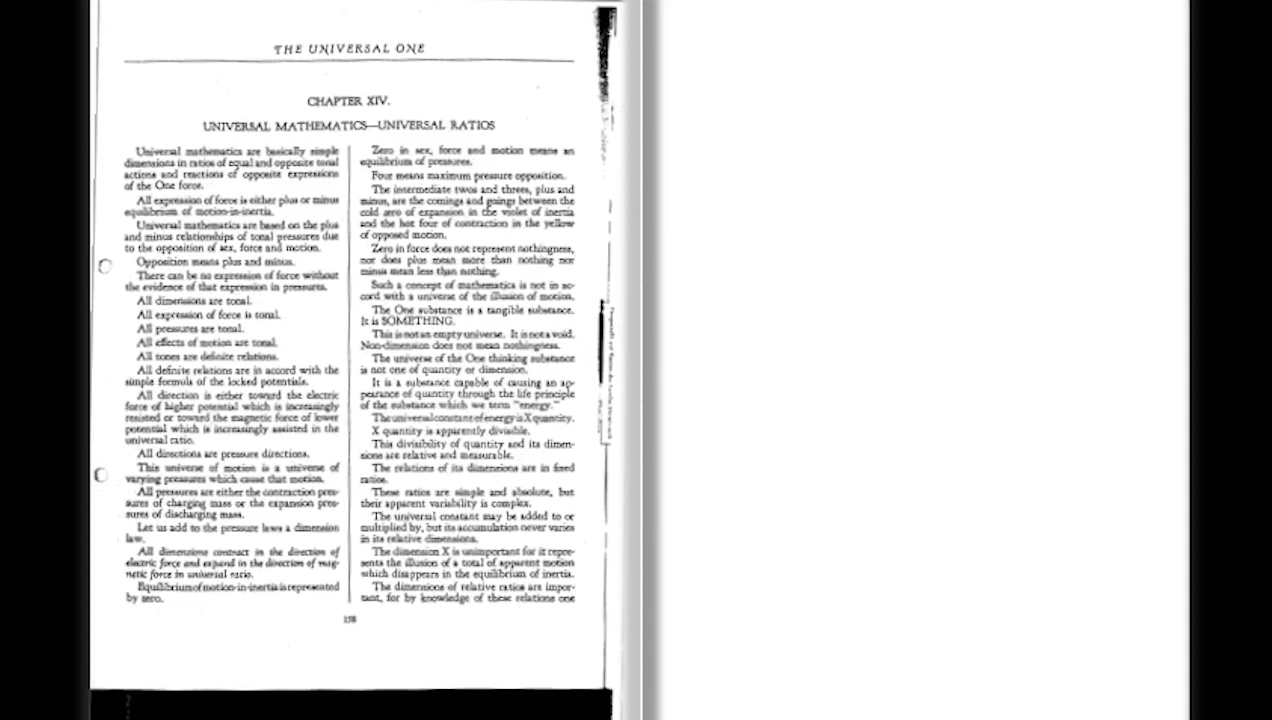 THE UNIVERSAL ONE
CHAPTER XIV.
UNIVERSAL MATHEMATICS—UNIVERSAL RATIOS
Universal mathematics are basically simple
dimensions in ratios of equal and opposite tonal
actions and reactions of opposite expressions
of the One force.
All expression of force is either plus or minus
equilibrium of motion-in-inertia.
Universal mathematics are based on the plus
and minus relationships of tonal pressures due
to the opposition of sex, force and motion.
Opposition means plus and minus.
There can be no expression of force without
the evidence of that expression in pressures.
All dimensions are tonal.
All expression of force is tonal.
All pressures are tonal.
All effects of motion are tonal.
All tones are definite relations.
All definite relations are in accord with the
simple formula of the locked potentials.
All direction is either toward the electric
force of higher potential which is increasingly
resisted or toward the magnetic force of lower
potential which is increasingly assisted in the
universal ratio.
All directions are pressure directions.
This universe of motion is a universe of
varying pressures which cause that motion.
All pressures are either the contraction pres-
sures of charging mass or the expansion pres-
sures of discharging mass.
Let us add to the pressure laws a dimension
law.
All dimensions contract in the direction of
electric force and expand in the direction of mag-
netic force in universal ratio.
Equilibrium of motion-in-inertia is represented
by zero.
Zero in sex, force and motion means an
equilibrium of pressures.
Four means maximum pressure opposition.
The intermediate twos and threes, plus and
minus, are the comings and goings between the
cold zero of expansion in the violet of inertia
and the hot four of contraction in the yellow
of opposed motion.
Zero in force does not represent nothingness,
nor does plus mean more than nothing nor
minus mean less than nothing.
Such a concept of mathematics is not in ac-
cord with a universe of the illusion of motion.
The One substance is a tangible substance.
It is SOMETHING.
This is not an empty universe. It is not a void.
Non-dimension does not mean nothingness.
The universe of the One thinking substance
is not one of quantity or dimension.
It is a substance capable of causing an ap-
pearance of quantity through the life principle
of the substance which we term "energy."
The universal constant of energy is X quantity.
X quantity is apparently divisible.
This divisibility of quantity and its dimen-
sions are relative and measurable.
The relations of its dimensions are in fixed
ratios.
These ratios are simple and absolute, but
their apparent variability is complex.
The universal constant may be added to or
multiplied by, but its accumulation never varies
in its relative dimensions.
The dimension X is unimportant for it repre-
sents the illusion of a total of apparent motion
which disappears in the equilibrium of inertia.
The dimensions of relative ratios are impor-
tant, for by knowledge of these relations one
158